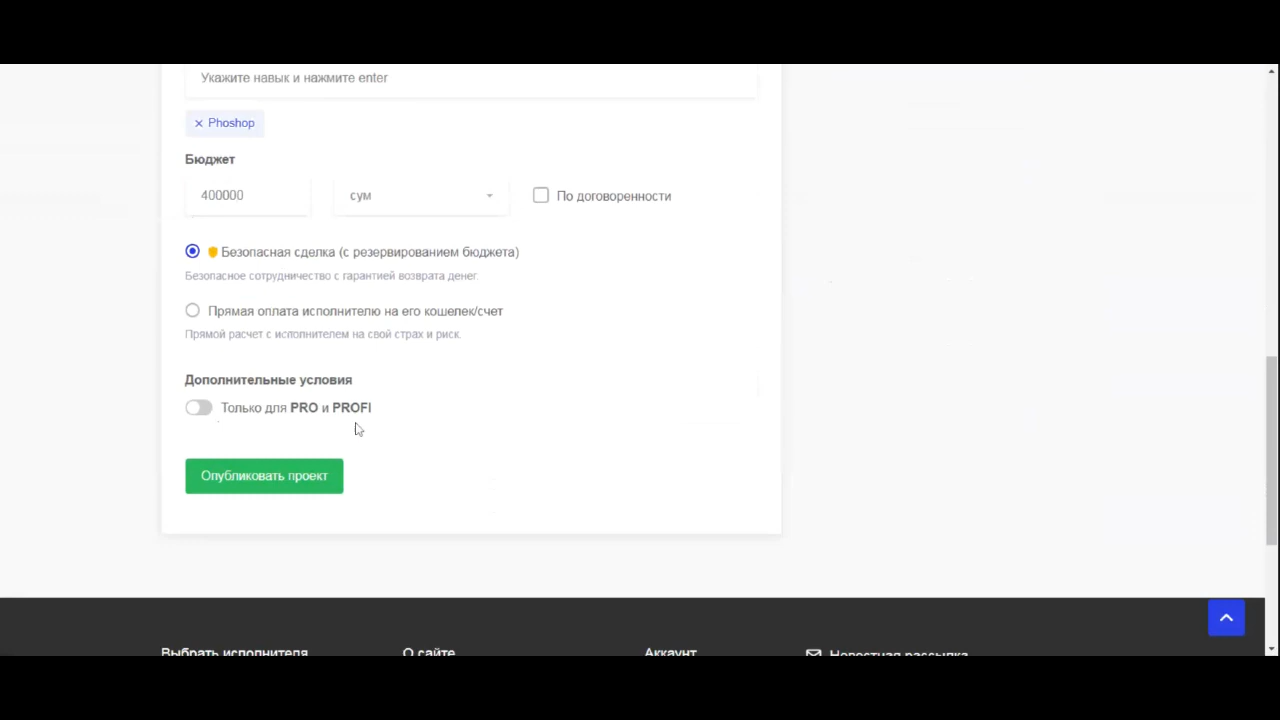 Укажите навык и нажмите enter
× Phoshop
Бюджет
400000
сум
По договоренности
Безопасная сделка (с резервированием бюджета)
Безопасное сотрудничество с гарантией возврата денег.
Прямая оплата исполнителю на его кошелек/счет
Прямой расчет с исполнителем на свой страх и риск.
Дополнительные условия
Только для PRO и PROFI
Опубликовать проект
Выбрать исполнителя
О сайте
Аккаунт
Новостная рассылка